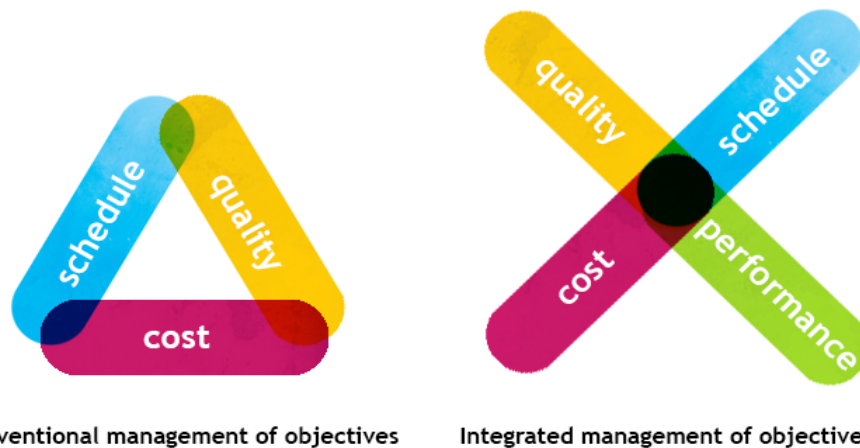 schedule
quality
cost
quality
schedule
cost
performance
ventional management of objectives
Integrated management of objective